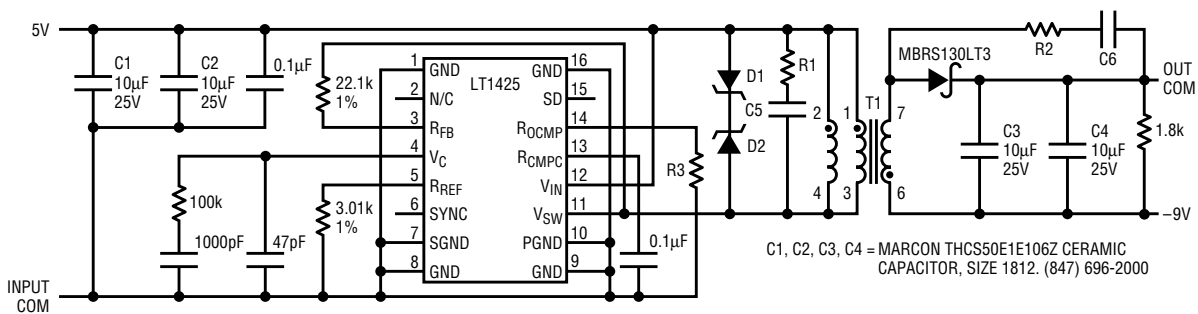 5V
C1
10µF
25V
C2
10µF
25V
0.1µF
22.1k
1%
1
GND
2
N/C
3
RFB
4
VC
5
RREF
6
SYNC
7
SGND
8
GND
LT1425
16
GND
15
SD
14
ROCMP
13
RCMPC
12
VIN
11
VSW
10
PGND
9
GND
100k
1000pF
47pF
3.01k
1%
R3
0.1µF
INPUT
COM
D1
D2
R1
C5
2
4
1
3
T1
7
6
MBRS130LT3
R2
C6
OUT
COM
C3
10µF
25V
C4
10µF
25V
1.8k
–9V
C1, C2, C3, C4 = MARCON THCS50E1E106Z CERAMIC
CAPACITOR, SIZE 1812. (847) 696-2000